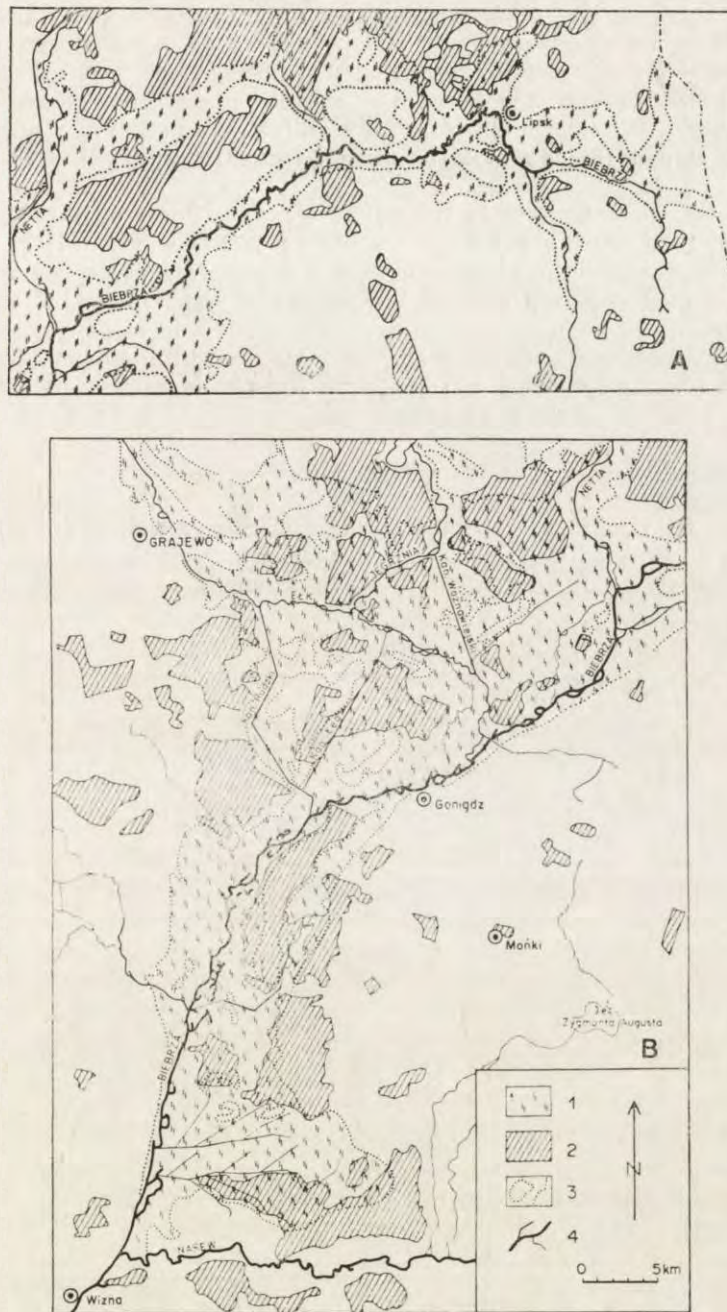 Lipsk
BIEBRZA
NETTA
BIEBRZA
A
NETTA
GRAJEWO
EŁK
BIEBRZA
Goniądz
Mońki
Jez.
Zygmunta Augusta
BIEBRZA
B
1
2
3
4
N
0 5km
NAREW
Wizna